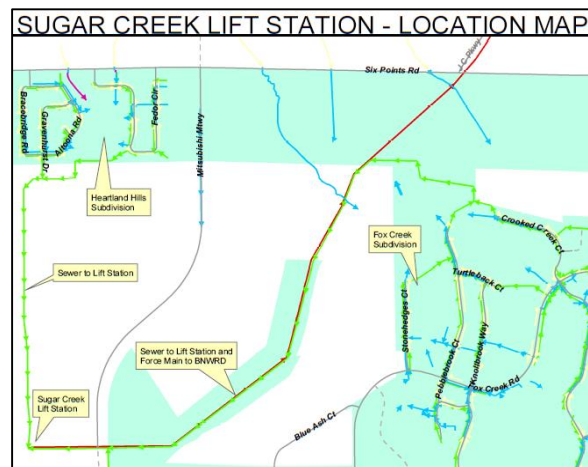 SUGAR CREEK LIFT STATION - LOCATION MAP
J.C. Pkwy
Six Points Rd
Bracebridge Rd
Gravenhurst Dr
Altoona Rd
Fedor Cir
Mitsubishi Mtwy
Heartland Hills
Subdivision
Fox Creek
Subdivision
Crooked Creek Ct
Turtleback Ct
Sewer to Lift Station
Stonehedge Ct
Pebblebrook Ct
Knollbrook Way
Sewer to Lift Station and
Force Main to BNWRD
Fox Creek Rd
Sugar Creek
Lift Station
Blue Ash Ct